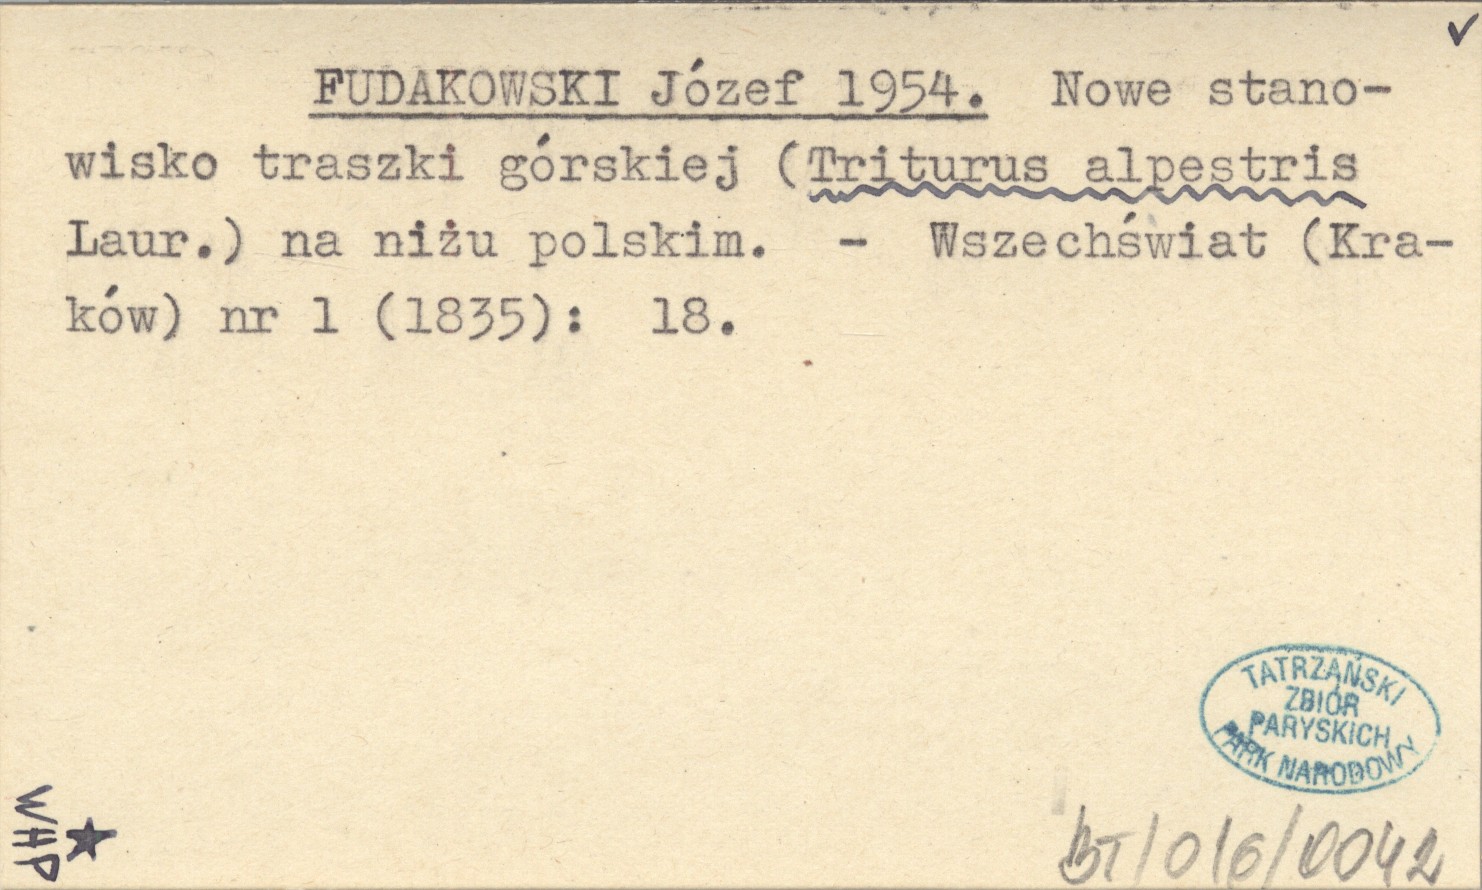 FUDAKOWSKI Józef 1954. Nowe stano-
wisko traszki górskiej (Triturus alpestris
Laur.) na niżu polskim. - Wszechświat (Kra-
ków) nr 1 (1835): 18.
TATRZAŃSKI
ZBIÓR
PARYSKICH
PARK NARODOWY
WHP
BT/016/0042